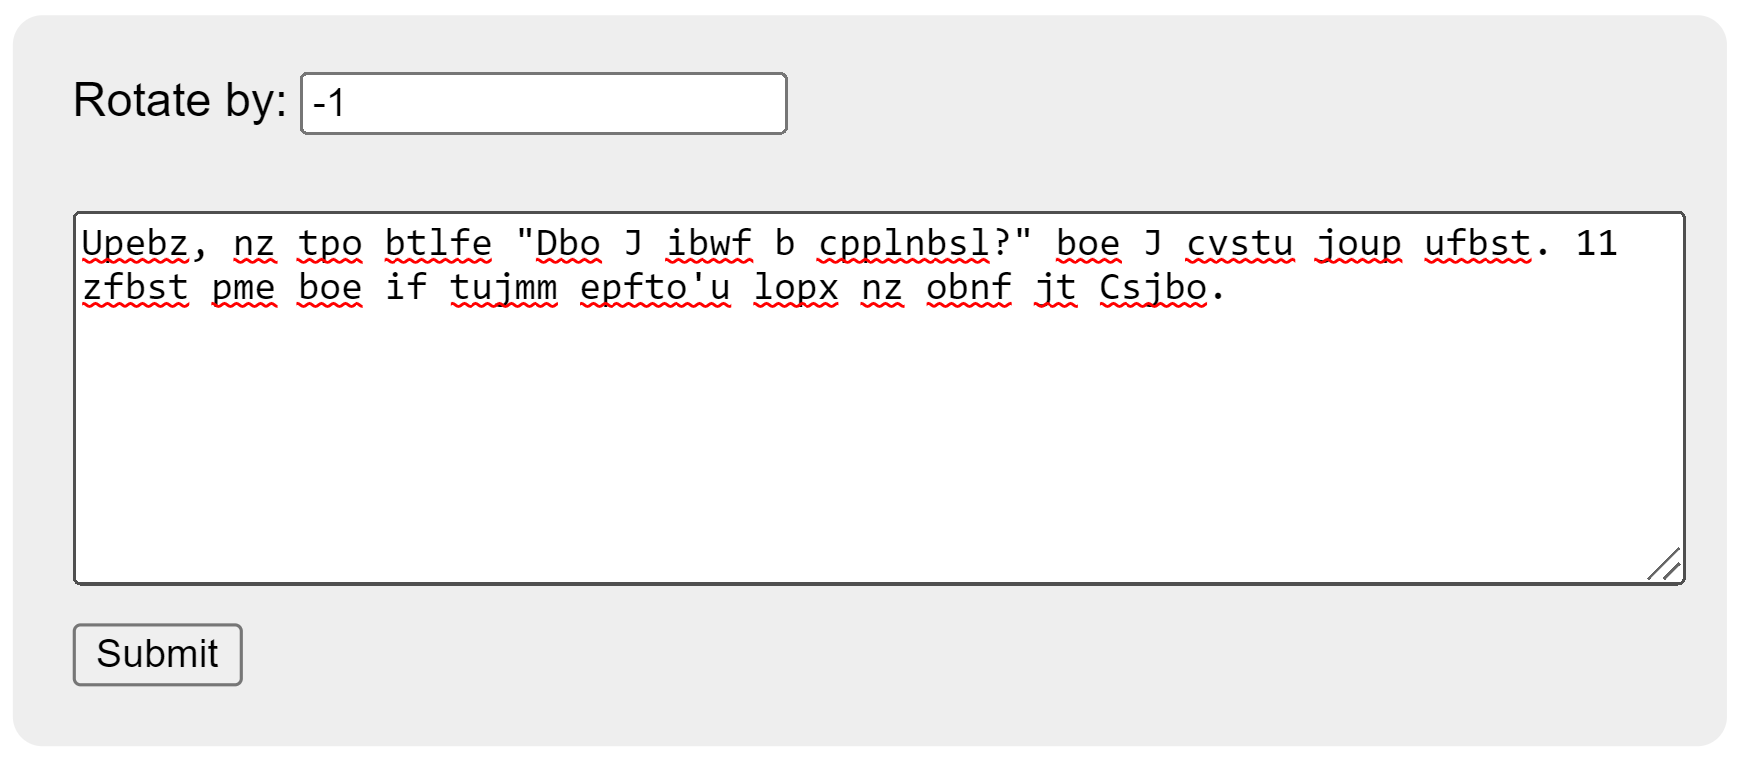 Rotate by: -1
Upebz, nz tpo btlfe "Dbo J ibwf b cpplnbsl?" boe J cvstu joup ufbst. 11
zfbst pme boe if tujmm epfto'u lopx nz obnf jt Csjbo.
Submit